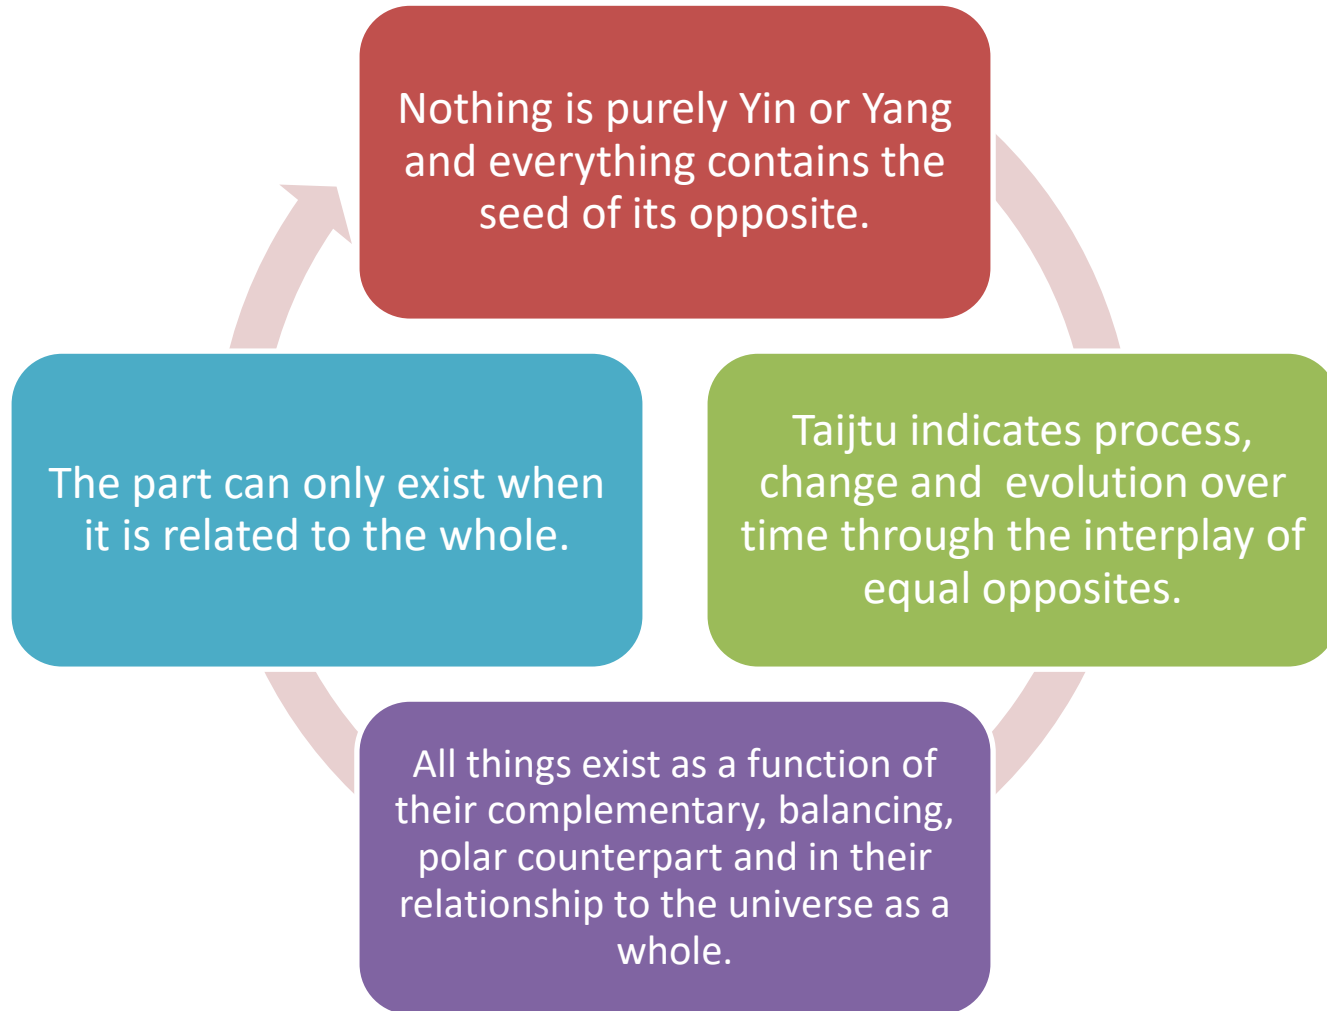 Nothing is purely Yin or Yang
and everything contains the
seed of its opposite.
Taijtu indicates process,
change and  evolution over
time through the interplay of
equal opposites.
All things exist as a function of
their complementary, balancing,
polar counterpart and in their
relationship to the universe as a
whole.
The part can only exist when
it is related to the whole.